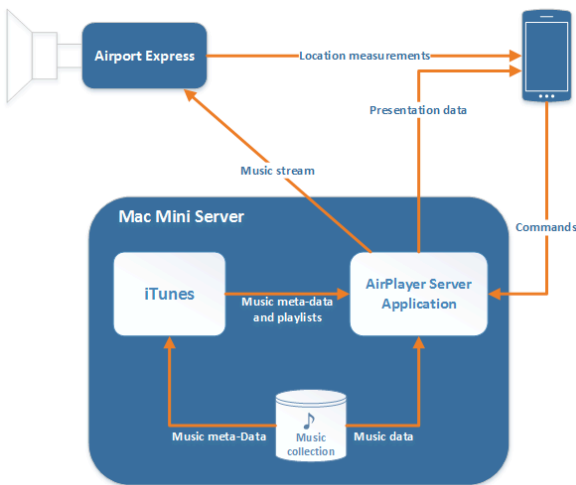 Airport Express
Location measurements
Presentation data
Music stream
Mac Mini Server
Commands
iTunes
AirPlayer Server
Application
Music meta-data
and playlists
Music meta-Data
Music
collection
Music data